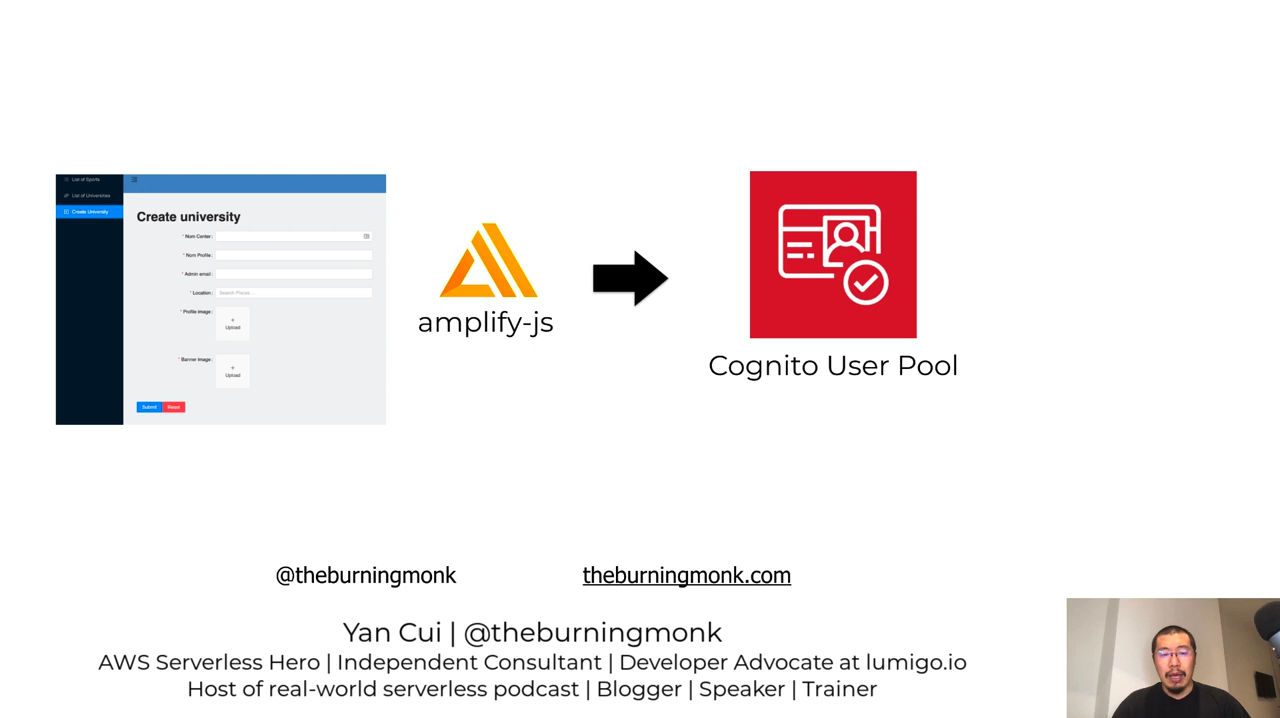 List of Sports
List of Universities
Create University
Create university
* Nom Center:
* Nom Profile:
* Admin email:
* Location: Search Places ...
* Profile image:
+
Upload
* Banner image:
+
Upload
Submit Reset
amplify-js
Cognito User Pool
@theburningmonk theburningmonk.com
Yan Cui | @theburningmonk
AWS Serverless Hero | Independent Consultant | Developer Advocate at lumigo.io
Host of real-world serverless podcast | Blogger | Speaker | Trainer